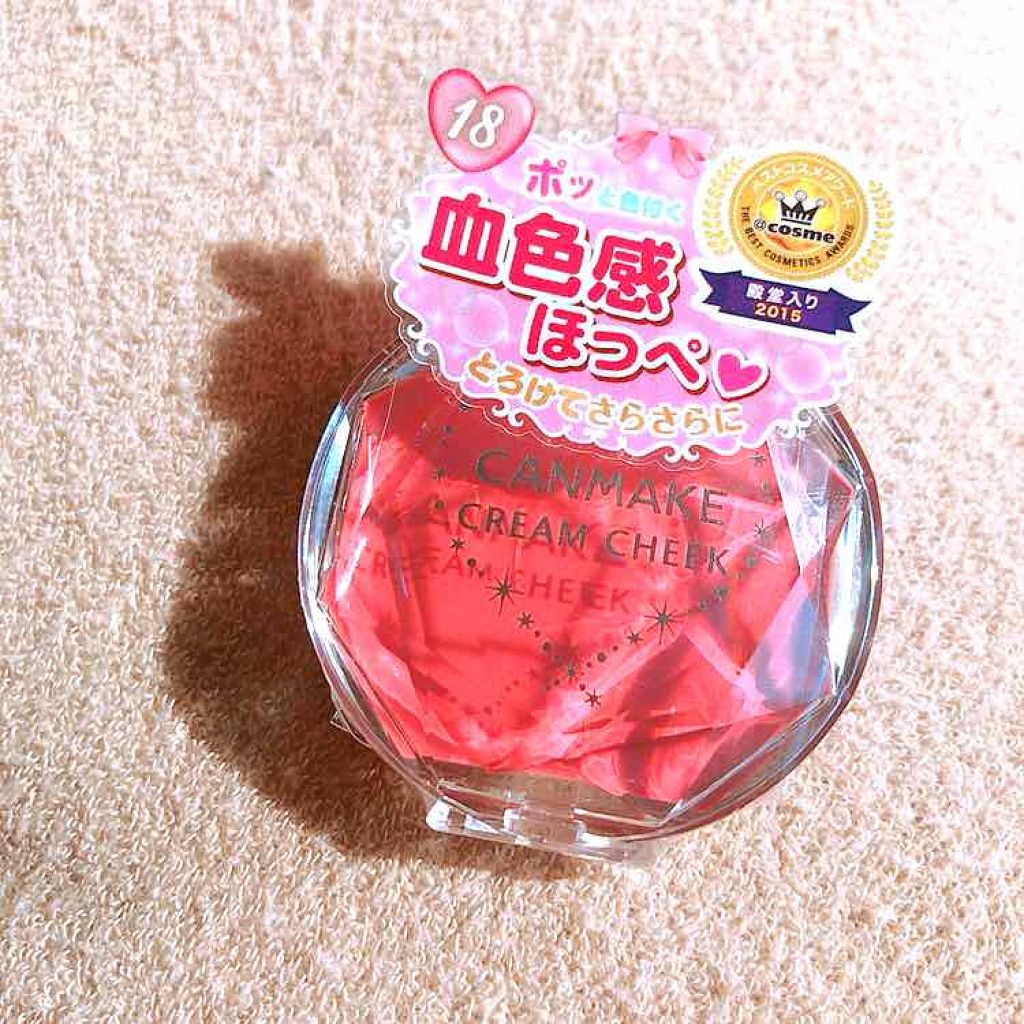 18
ポッと色付く
血色感
ほっぺ♥
とろけてさらさらに
ベストコスメアワード
@cosme
THE BEST COSMETICS AWARDS
殿堂入り
2015
CANMAKE
CREAM CHEEK